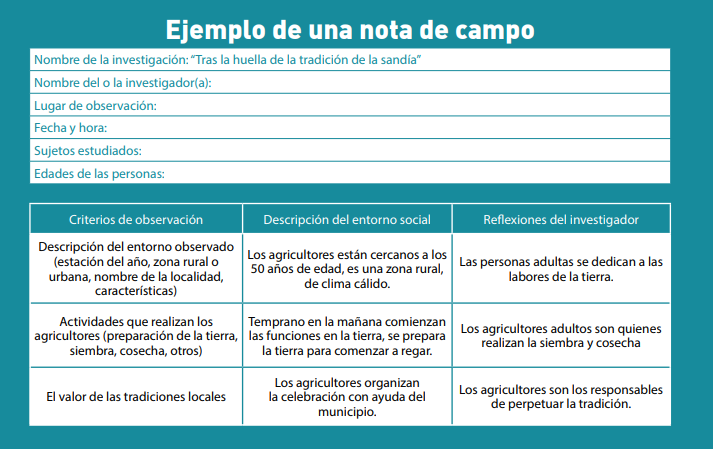 Ejemplo de una nota de campo
Nombre de la investigación: “Tras la huella de la tradición de la sandía”
Nombre del o la investigador(a):
Lugar de observación:
Fecha y hora:
Sujetos estudiados:
Edades de las personas:
Criterios de observación
Descripción del entorno social
Reflexiones del investigador
Descripción del entorno observado
(estación del año, zona rural o
urbana, nombre de la localidad,
características)
Los agricultores están cercanos a los
50 años de edad, es una zona rural,
de clima cálido.
Las personas adultas se dedican a las
labores de la tierra.
Actividades que realizan los
agricultores (preparación de la tierra,
siembra, cosecha, otros)
Temprano en la mañana comienzan
las funciones en la tierra, se prepara
la tierra para comenzar a regar.
Los agricultores adultos son quienes
realizan la siembra y cosecha
El valor de las tradiciones locales
Los agricultores organizan
la celebración con ayuda del
municipio.
Los agricultores son los responsables
de perpetuar la tradición.